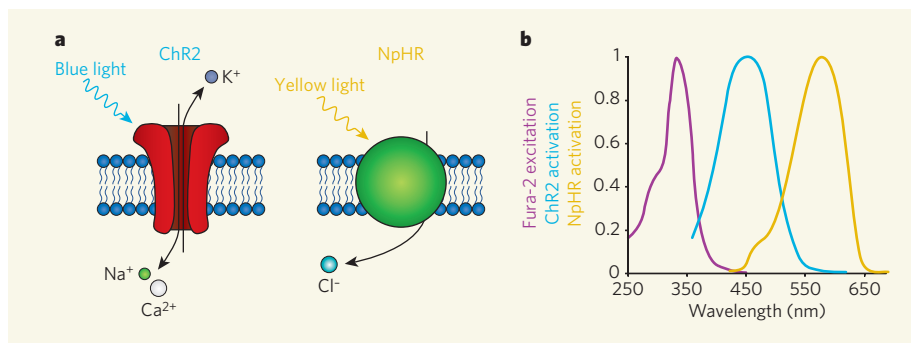 a
ChR2
Blue light
K⁺
NpHR
Yellow light
Na⁺
Ca²⁺
Cl⁻
b
Fura-2 excitation
ChR2 activation
NpHR activation
1
0.8
0.6
0.4
0.2
0
250 350 450 550 650
Wavelength (nm)